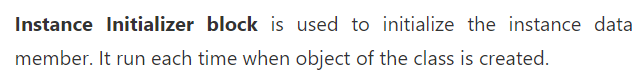 Instance Initializer block is used to initialize the instance data
member. It run each time when object of the class is created.